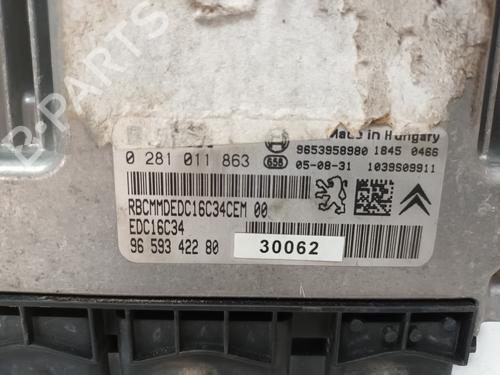 Made in Hungary
0 281 011 863
658
9653958980 1845 0466
05-08-31 1039S09911
RBCMMDEDC16C34CEM 00
EDC16C34
96 593 422 80
30062